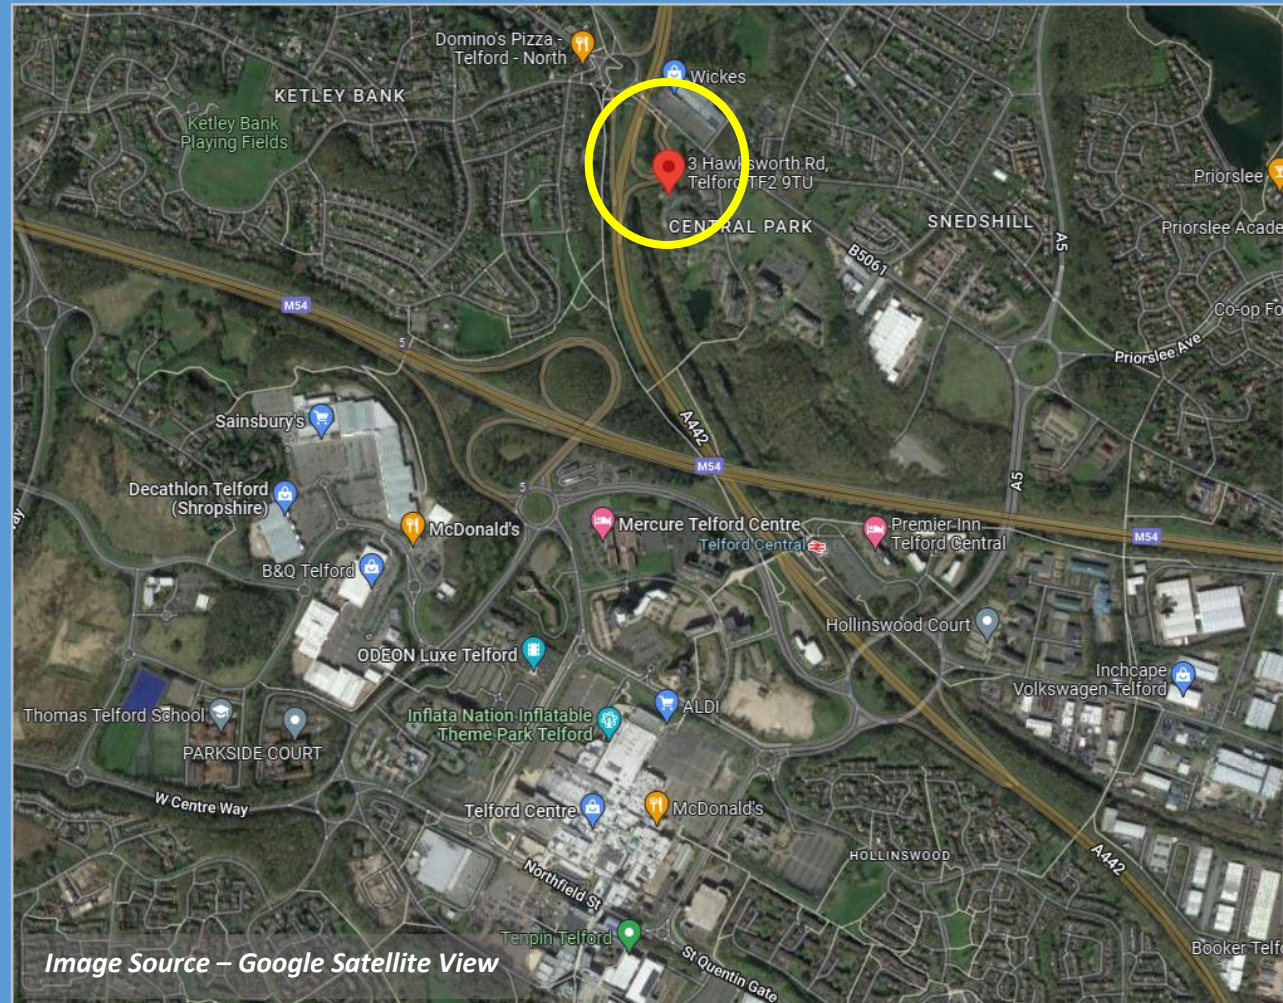 Domino's Pizza -
Telford - North
Wickes
KETLEY BANK
Ketley Bank
Playing Fields
3 Hawksworth Rd,
Telford TF2 9TU
Priorslee
CENTRAL PARK
SNEDSHILL
Priorslee Acade
A5
B5061
M54
Co-op Fo
5
Priorslee Ave
Sainsbury's
A442
M54
Decathlon Telford
(Shropshire)
5
A5
McDonald's
Mercure Telford Centre
Premier Inn
Telford Central
Telford Central
M54
B&Q Telford
Hollinswood Court
ODEON Luxe Telford
Inchcape
Volkswagen Telford
Thomas Telford School
Inflata Nation Inflatable
Theme Park Telford
ALDI
PARKSIDE COURT
W Centre Way
Telford Centre
McDonald's
HOLLINSWOOD
A442
Northfield St
Tenpin Telford
St Quentin Gate
Booker Telfo
Image Source – Google Satellite View